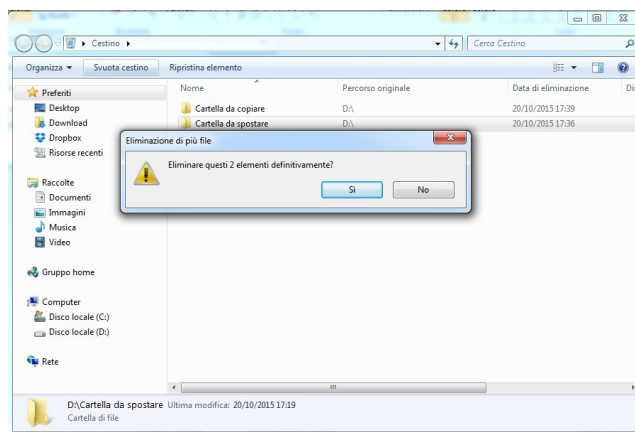 Cestino
Cerca Cestino
Organizza
Svuota cestino
Ripristina elemento
Nome
Percorso originale
Data di eliminazione
Preferiti
Desktop
Download
Dropbox
Risorse recenti
Cartella da copiare
D:\
20/10/2015 17:39
Cartella da spostare
D:\
20/10/2015 17:36
Eliminazione di più file
Eliminare questi 2 elementi definitivamente?
Sì
No
Raccolte
Documenti
Immagini
Musica
Video
Gruppo home
Computer
Disco locale (C:)
Disco locale (D:)
Rete
D:\Cartella da spostare Ultima modifica: 20/10/2015 17:19
Cartella di file